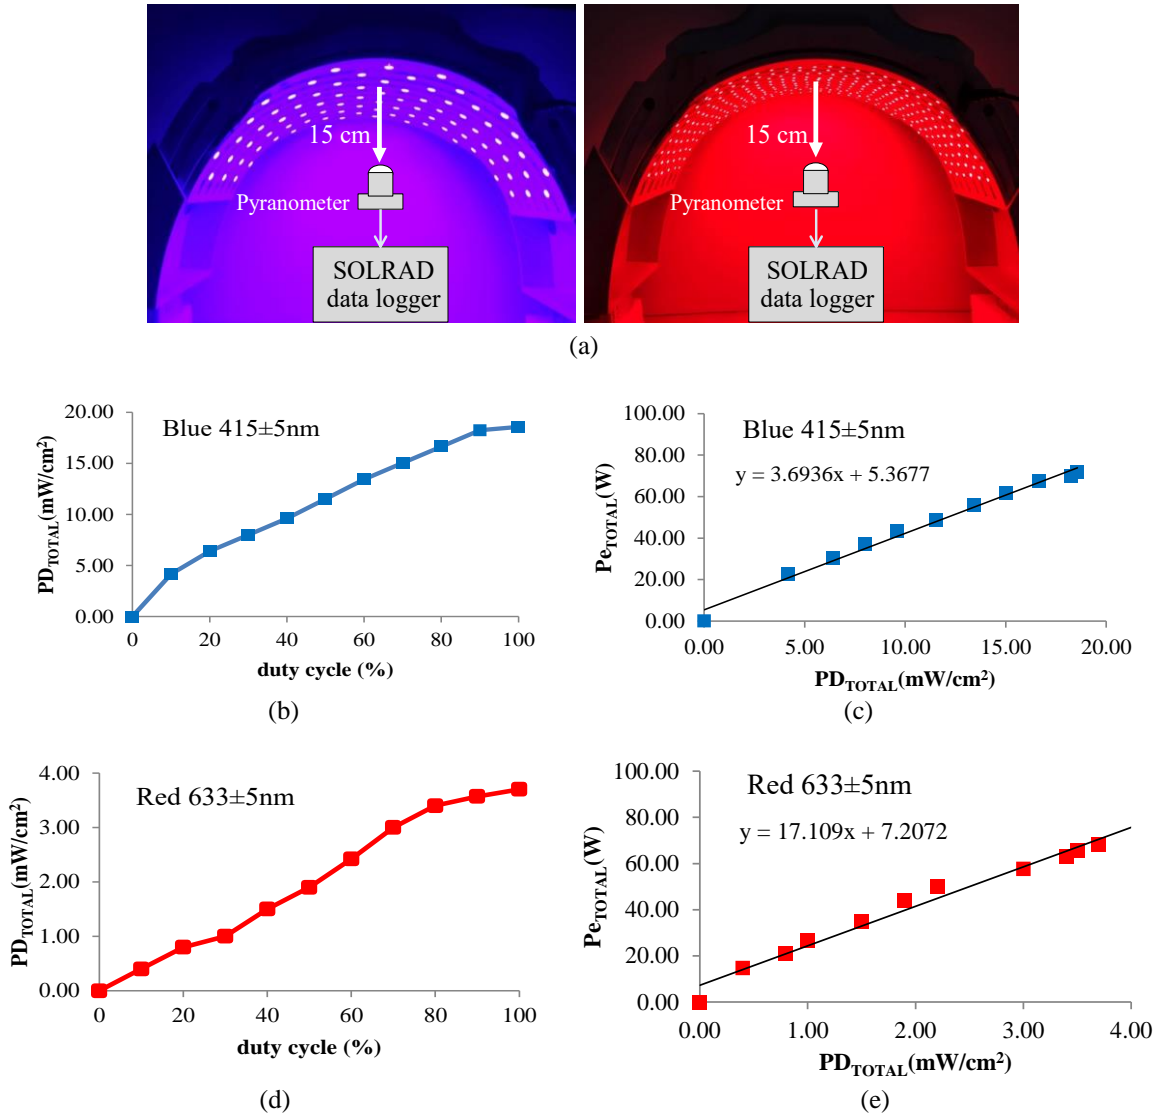 15 cm
Pyranometer
SOLRAD
data logger
15 cm
Pyranometer
SOLRAD
data logger
(a)
Blue 415±5nm
PD_TOTAL(mW/cm²)
20.00
15.00
10.00
5.00
0.00
0 20 40 60 80 100
duty cycle (%)
(b)
Blue 415±5nm
y = 3.6936x + 5.3677
Pe_TOTAL(W)
100.00
80.00
60.00
40.00
20.00
0.00
0.00 5.00 10.00 15.00 20.00
PD_TOTAL(mW/cm²)
(c)
Red 633±5nm
PD_TOTAL(mW/cm²)
4.00
3.00
2.00
1.00
0.00
0 20 40 60 80 100
duty cycle (%)
(d)
Red 633±5nm
y = 17.109x + 7.2072
Pe_TOTAL(W)
100.00
80.00
60.00
40.00
20.00
0.00
0.00 1.00 2.00 3.00 4.00
PD_TOTAL(mW/cm²)
(e)